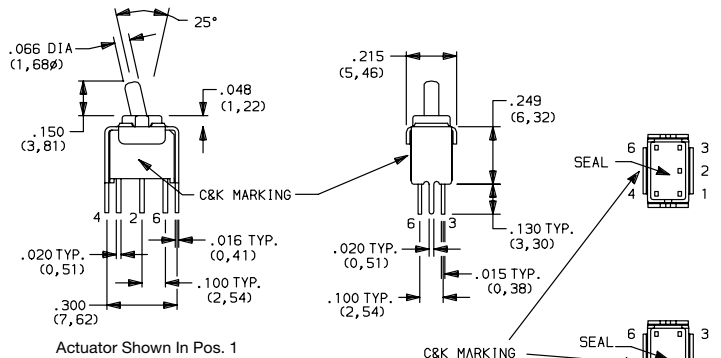 25°
.066 DIA
(1,68ø)
.048
(1,22)
.150
(3,81)
C&K MARKING
4 2 6
.020 TYP.
(0,51)
.016 TYP.
(0,41)
.100 TYP.
(2,54)
.300
(7,62)
Actuator Shown In Pos. 1
.215
(5,46)
.249
(6,32)
6 3
.130 TYP.
(3,30)
.020 TYP.
(0,51)
.015 TYP.
(0,38)
.100 TYP.
(2,54)
6 3
SEAL
2
4 1
C&K MARKING
6 3
SEAL